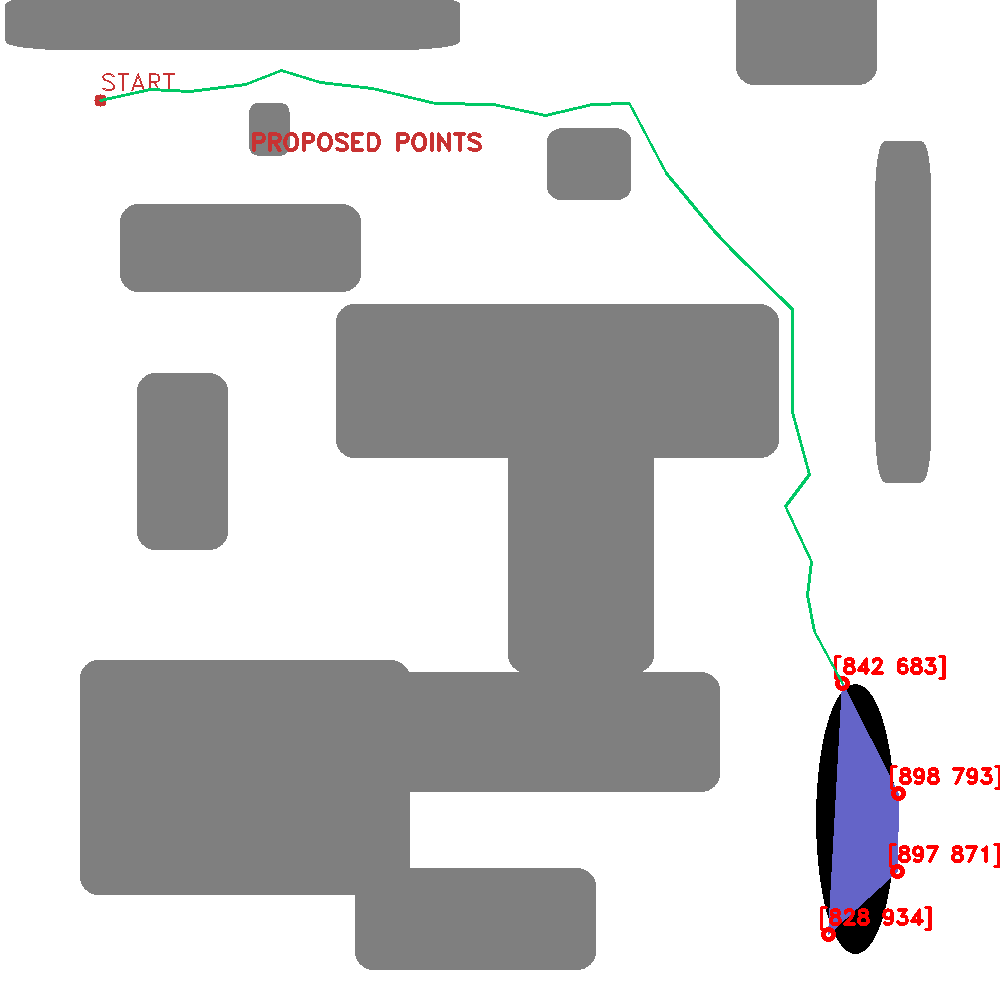 START
PROPOSED POINTS
[842 683]
[898 793]
[897 871]
[828 934]